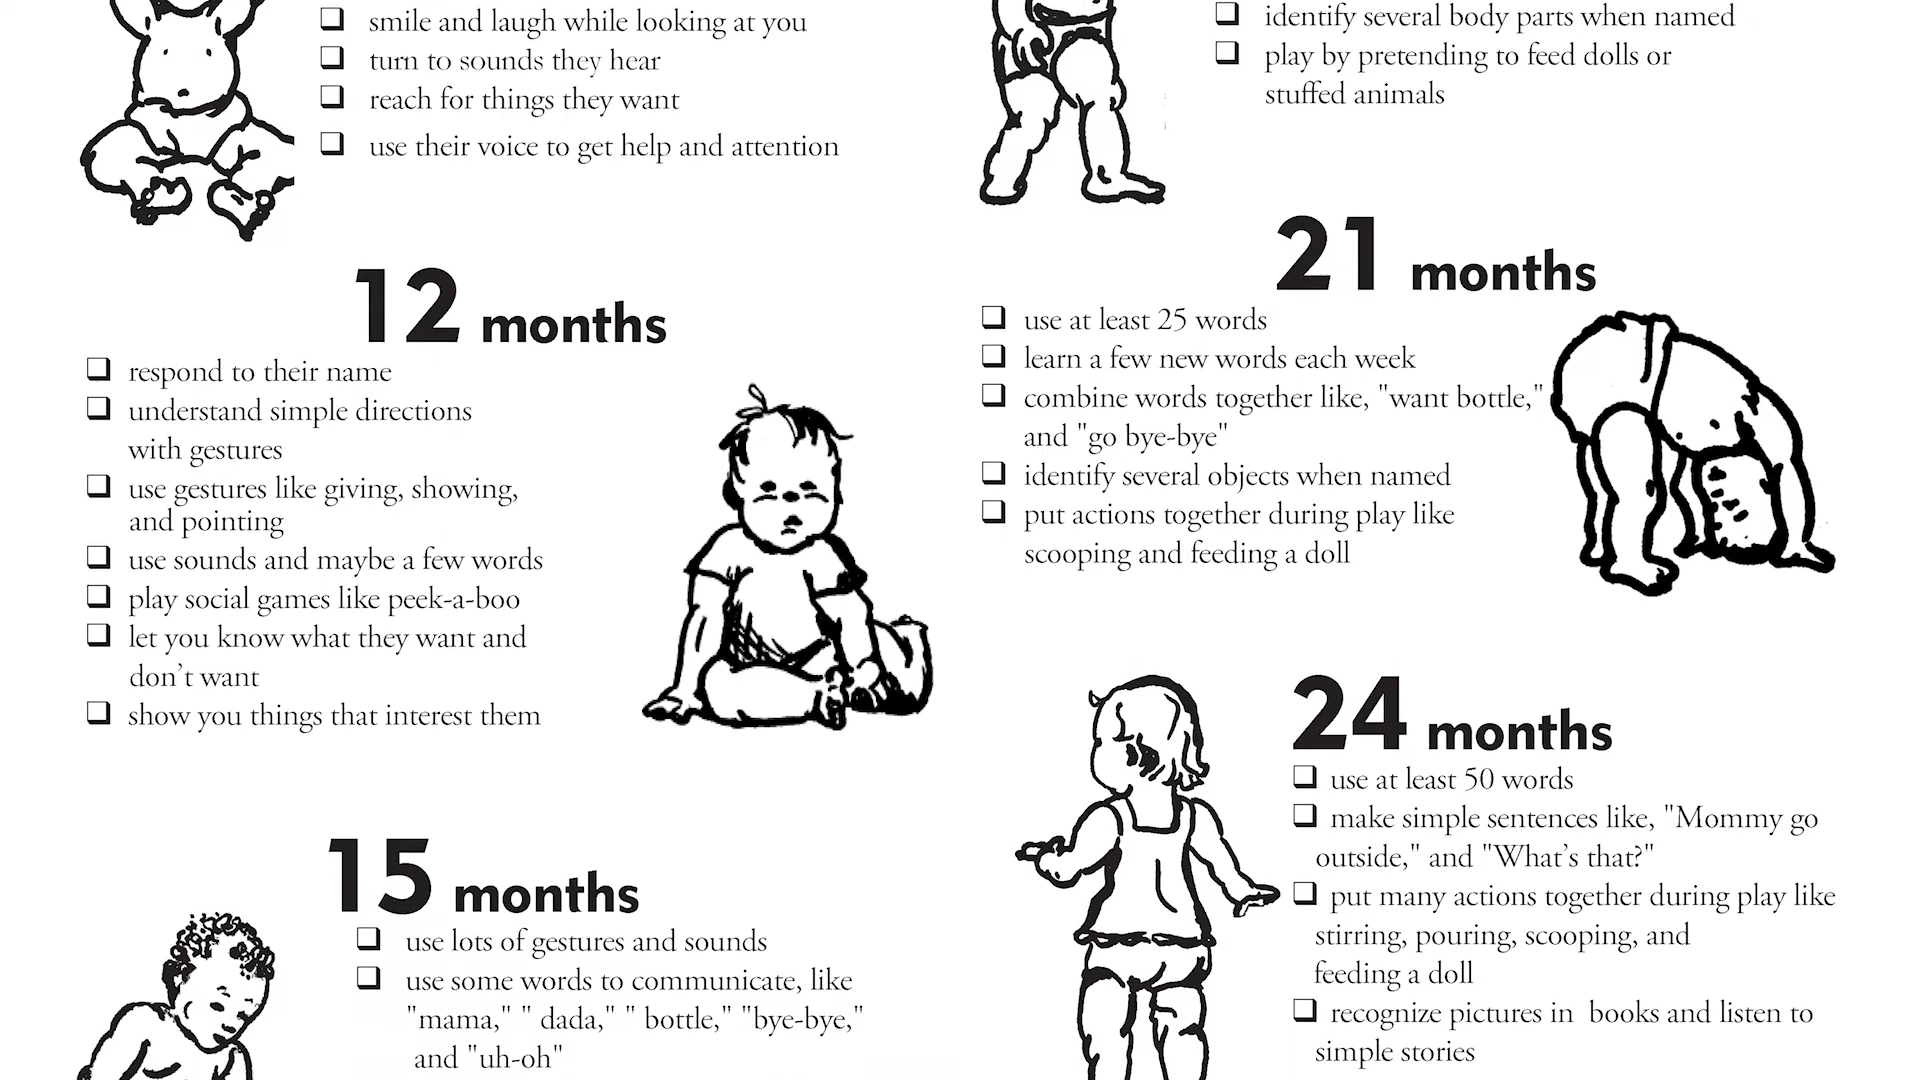 smile and laugh while looking at you
turn to sounds they hear
reach for things they want
use their voice to get help and attention
12 months
respond to their name
understand simple directions
with gestures
use gestures like giving, showing,
and pointing
use sounds and maybe a few words
play social games like peek-a-boo
let you know what they want and
don’t want
show you things that interest them
15 months
use lots of gestures and sounds
use some words to communicate, like
"mama," " dada," " bottle," "bye-bye,"
and "uh-oh"
identify several body parts when named
play by pretending to feed dolls or
stuffed animals
21 months
use at least 25 words
learn a few new words each week
combine words together like, "want bottle,"
and "go bye-bye"
identify several objects when named
put actions together during play like
scooping and feeding a doll
24 months
use at least 50 words
make simple sentences like, "Mommy go
outside," and "What’s that?"
put many actions together during play like
stirring, pouring, scooping, and
feeding a doll
recognize pictures in books and listen to
simple stories